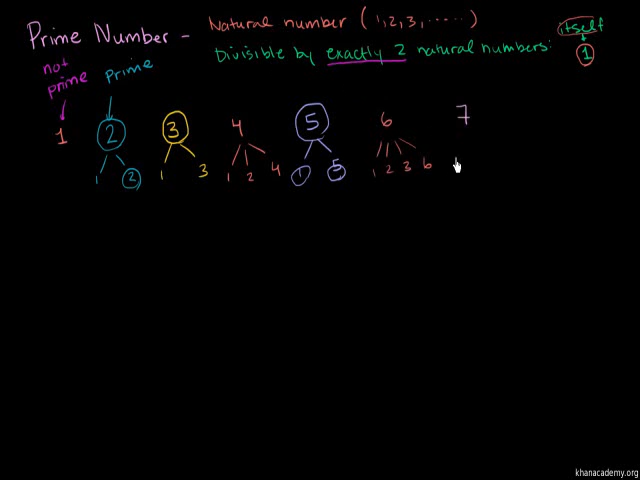 Prime Number - Natural number (1,2,3,......)
Divisible by exactly 2 natural numbers: itself
1
not prime
prime
1 2 3 4 5 6 7
1 2 1 3 1 2 4 1 5 1 2 3 6
khanacademy.org